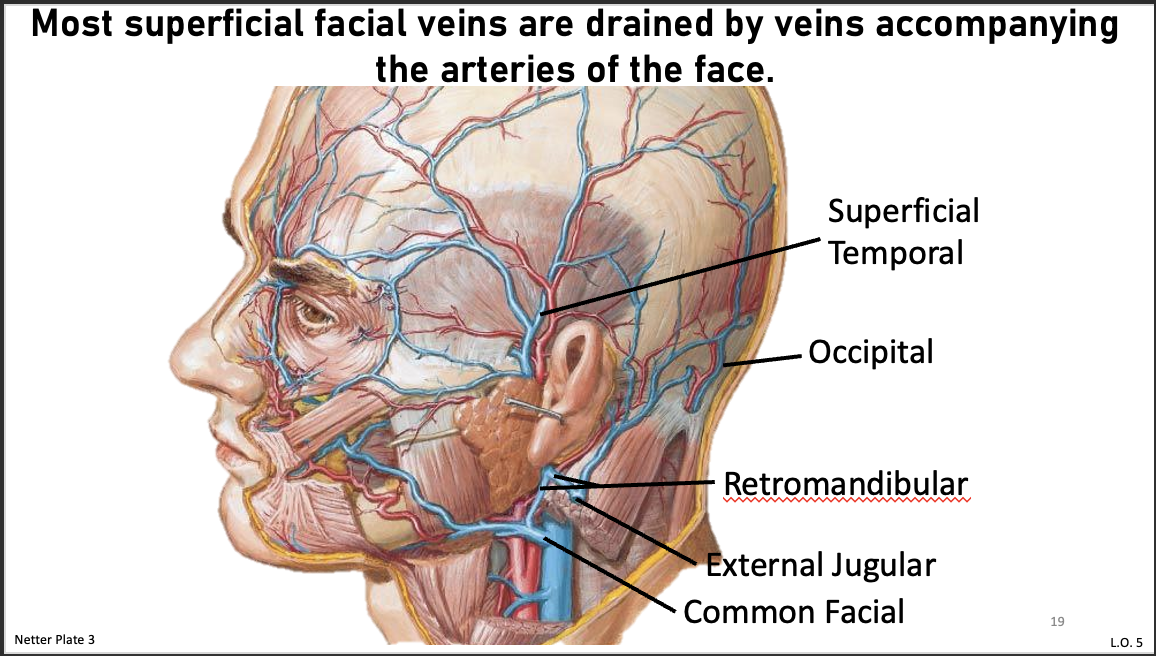 Most superficial facial veins are drained by veins accompanying
the arteries of the face.
Superficial
Temporal
Occipital
Retromandibular
External Jugular
Common Facial
19
Netter Plate 3
L.O. 5